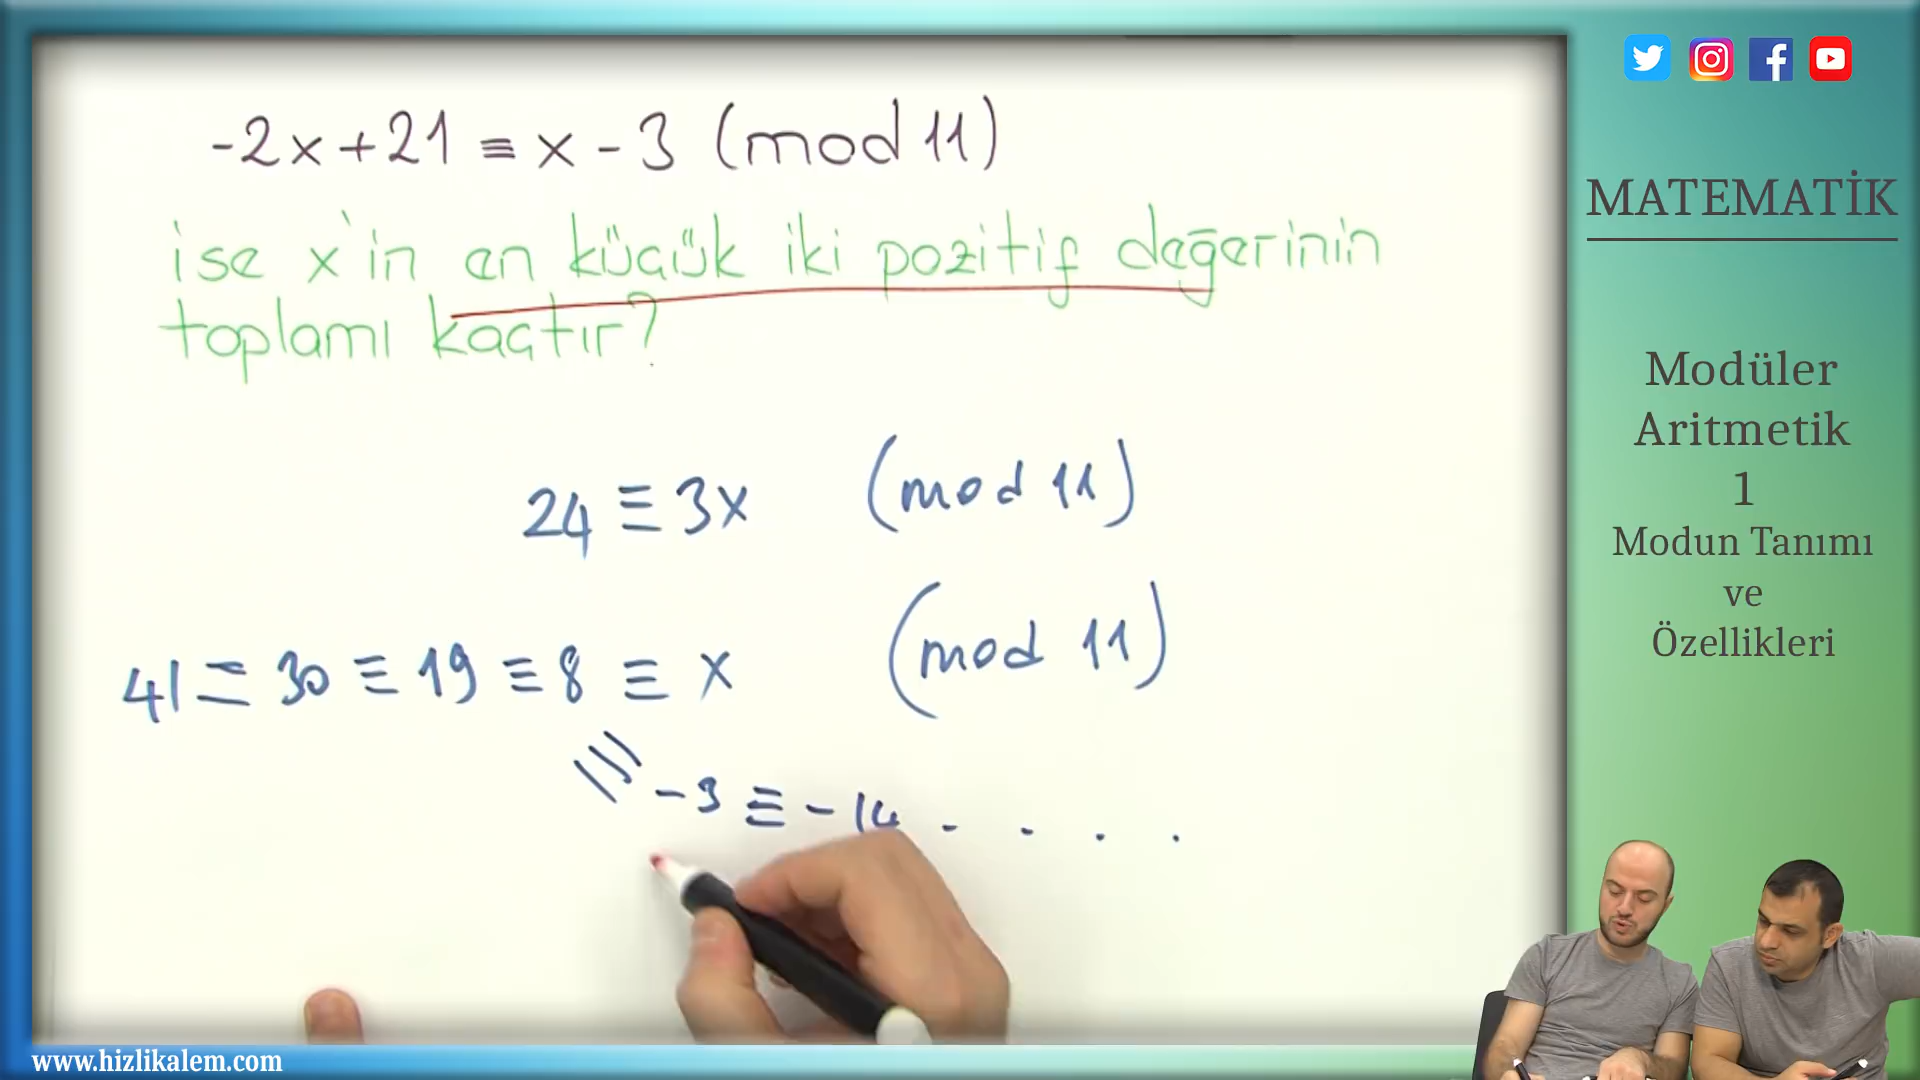 -2x+21 ≡ x-3 (mod 11)
ise x'in en küçük iki pozitif değerinin
toplamı kaçtır?
24 ≡ 3x (mod 11)
41 ≡ 30 ≡ 19 ≡ 8 ≡ x (mod 11)
≡ -3 ≡ -14 . . . .
MATEMATİK
Modüler
Aritmetik
1
Modun Tanımı
ve
Özellikleri
www.hizlikalem.com